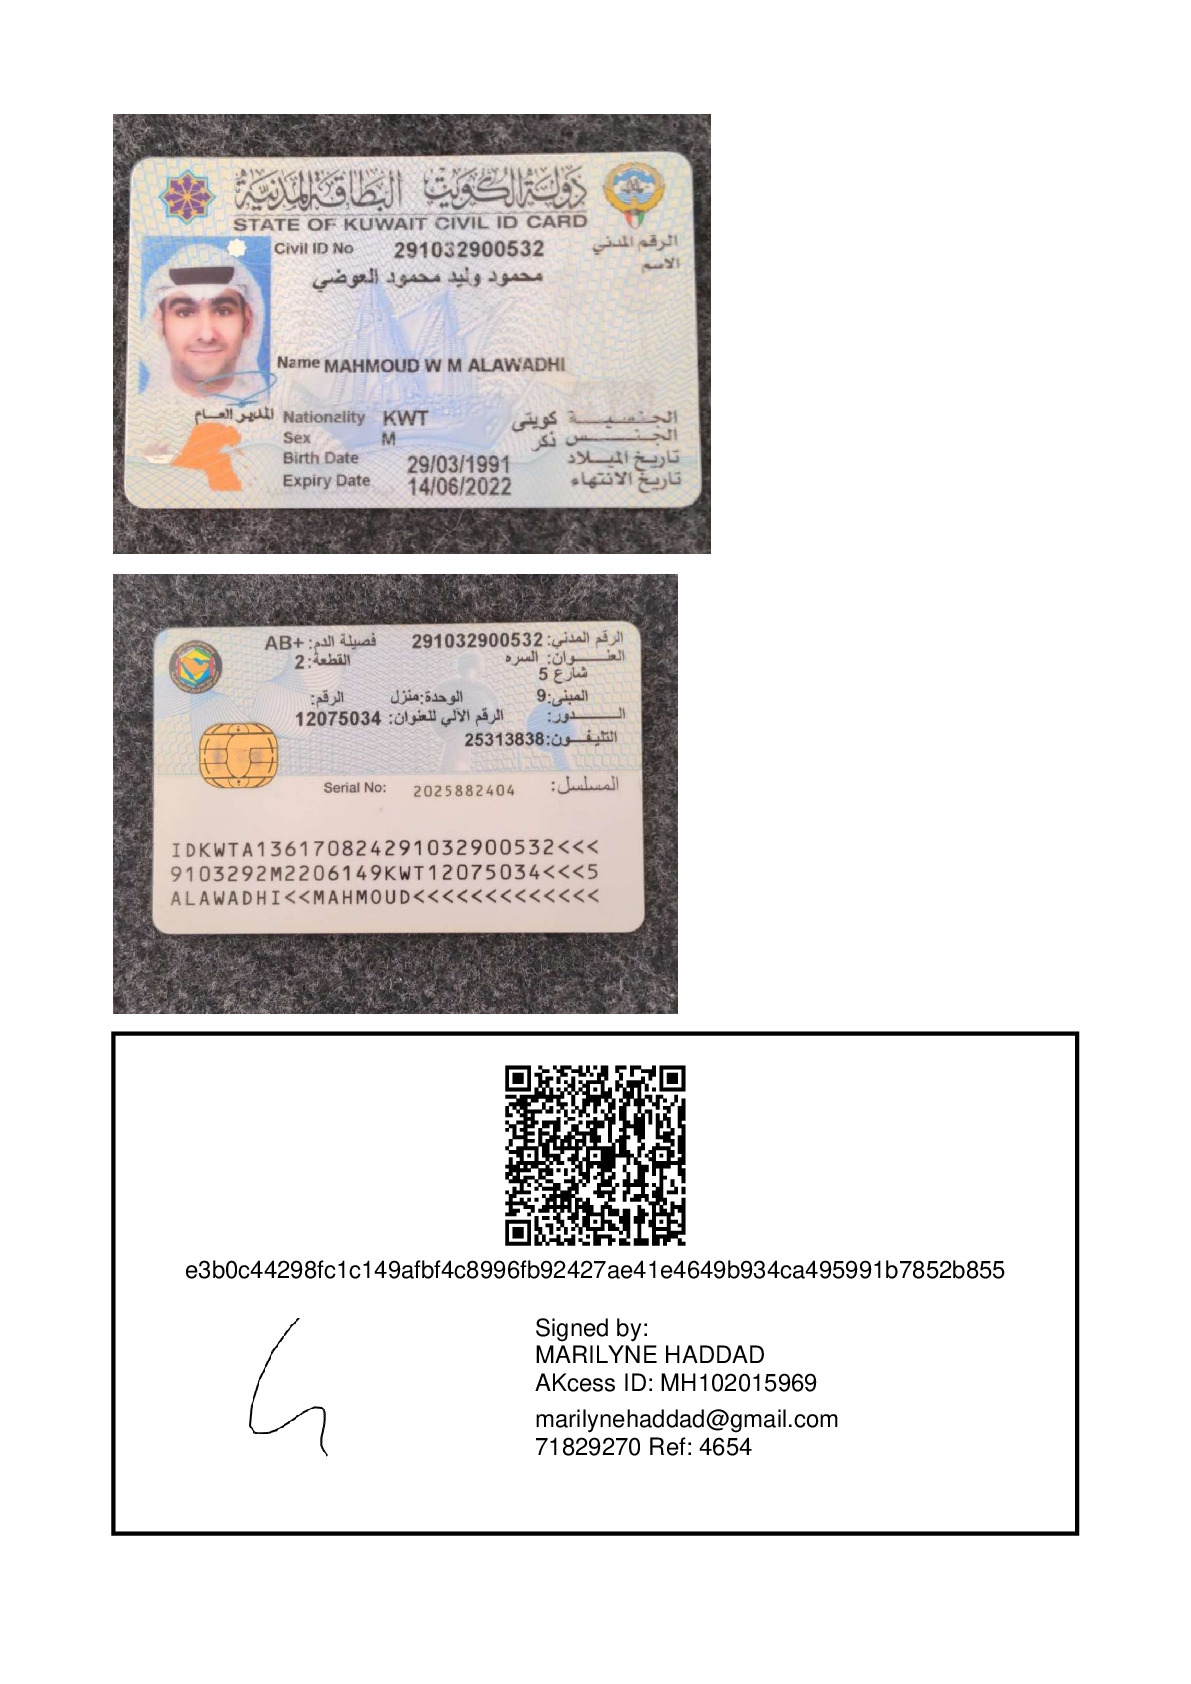 دولة الكويت البطاقة المدنية
STATE OF KUWAIT CIVIL ID CARD
Civil ID No 291032900532 الرقم المدني
محمود وليد محمود العوضي الاسم
Name MAHMOUD W M ALAWADHI
المدير العام
Nationality KWT كويتي الجنسية
Sex M ذكر الجنس
Birth Date 29/03/1991 تاريخ الميلاد
Expiry Date 14/06/2022 تاريخ الانتهاء
الرقم المدني: 291032900532 فصيلة الدم: AB+
العنوان: السره القطعة: 2
شارع 5
المبنى: 9 الوحدة: منزل الرقم:
الدور: الرقم الآلي للعنوان: 12075034
التليفون: 25313838
Serial No: 2025882404 المسلسل:
IDKWTA1361708242910329​00532<<<
9103292M2206149KWT12075034<<<5
ALAWADHI<<MAHMOUD<<<<<<<<<<<<<
e3b0c44298fc1c149afbf4c8996fb92427ae41e4649b934ca495991b7852b855
Signed by:
MARILYNE HADDAD
AKcess ID: MH102015969
marilynehaddad@gmail.com
71829270 Ref: 4654